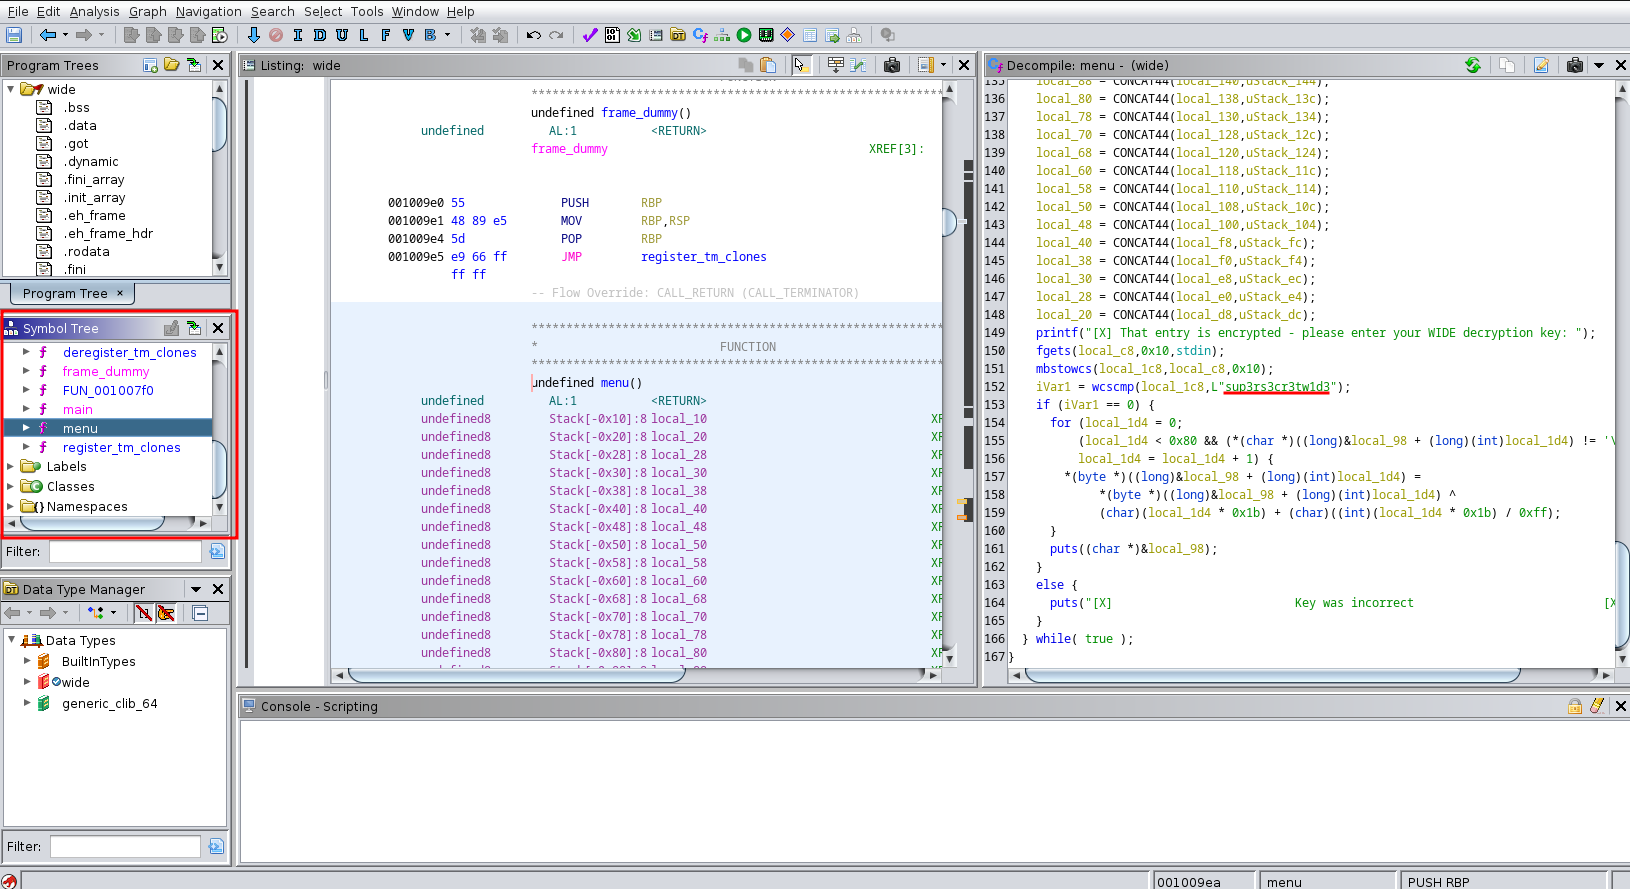 File Edit Analysis Graph Navigation Search Select Tools Window Help
I D U L F V B
Program Trees
wide
.bss
.data
.got
.dynamic
.fini_array
.init_array
.eh_frame
.eh_frame_hdr
.rodata
.fini
Program Tree ×
Symbol Tree
f deregister_tm_clones
f frame_dummy
f FUN_001007f0
f main
f menu
f register_tm_clones
Labels
Classes
Namespaces
Filter:
Data Type Manager
Data Types
BuiltInTypes
wide
generic_clib_64
Filter:
Listing: wide
*******************************************************
undefined frame_dummy()
undefined AL:1 <RETURN>
frame_dummy XREF[3]:
001009e0 55 PUSH RBP
001009e1 48 89 e5 MOV RBP,RSP
001009e4 5d POP RBP
001009e5 e9 66 ff JMP register_tm_clones
ff ff
-- Flow Override: CALL_RETURN (CALL_TERMINATOR)
*******************************************************
* FUNCTION
*******************************************************
undefined menu()
undefined AL:1 <RETURN>
undefined8 Stack[-0x10]:8 local_10 XR
undefined8 Stack[-0x20]:8 local_20 XR
undefined8 Stack[-0x28]:8 local_28 XR
undefined8 Stack[-0x30]:8 local_30 XR
undefined8 Stack[-0x38]:8 local_38 XR
undefined8 Stack[-0x40]:8 local_40 XR
undefined8 Stack[-0x48]:8 local_48 XR
undefined8 Stack[-0x50]:8 local_50 XR
undefined8 Stack[-0x58]:8 local_58 XR
undefined8 Stack[-0x60]:8 local_60 XR
undefined8 Stack[-0x68]:8 local_68 XR
undefined8 Stack[-0x70]:8 local_70 XR
undefined8 Stack[-0x78]:8 local_78 XR
undefined8 Stack[-0x80]:8 local_80 XR
Decompile: menu - (wide)
135 local_88 = CONCAT44(local_140,uStack_144);
136 local_80 = CONCAT44(local_138,uStack_13c);
137 local_78 = CONCAT44(local_130,uStack_134);
138 local_70 = CONCAT44(local_128,uStack_12c);
139 local_68 = CONCAT44(local_120,uStack_124);
140 local_60 = CONCAT44(local_118,uStack_11c);
141 local_58 = CONCAT44(local_110,uStack_114);
142 local_50 = CONCAT44(local_108,uStack_10c);
143 local_48 = CONCAT44(local_100,uStack_104);
144 local_40 = CONCAT44(local_f8,uStack_fc);
145 local_38 = CONCAT44(local_f0,uStack_f4);
146 local_30 = CONCAT44(local_e8,uStack_ec);
147 local_28 = CONCAT44(local_e0,uStack_e4);
148 local_20 = CONCAT44(local_d8,uStack_dc);
149 printf("[X] That entry is encrypted - please enter your WIDE decryption key: ");
150 fgets(local_c8,0x10,stdin);
151 mbstowcs(local_1c8,local_c8,0x10);
152 iVar1 = wcscmp(local_1c8,L"sup3rs3cr3tw1d3");
153 if (iVar1 == 0) {
154 for (local_1d4 = 0;
155 (local_1d4 < 0x80 && (*(char *)((long)&local_98 + (long)(int)local_1d4) != '\
156 local_1d4 = local_1d4 + 1) {
157 *(byte *)((long)&local_98 + (long)(int)local_1d4) =
158 *(byte *)((long)&local_98 + (long)(int)local_1d4) ^
159 (char)(local_1d4 * 0x1b) + (char)((int)(local_1d4 * 0x1b) / 0xff);
160 }
161 puts((char *)&local_98);
162 }
163 else {
164 puts("[X] Key was incorrect [X
165 }
166 } while( true );
167 }
Console - Scripting
001009ea menu PUSH RBP